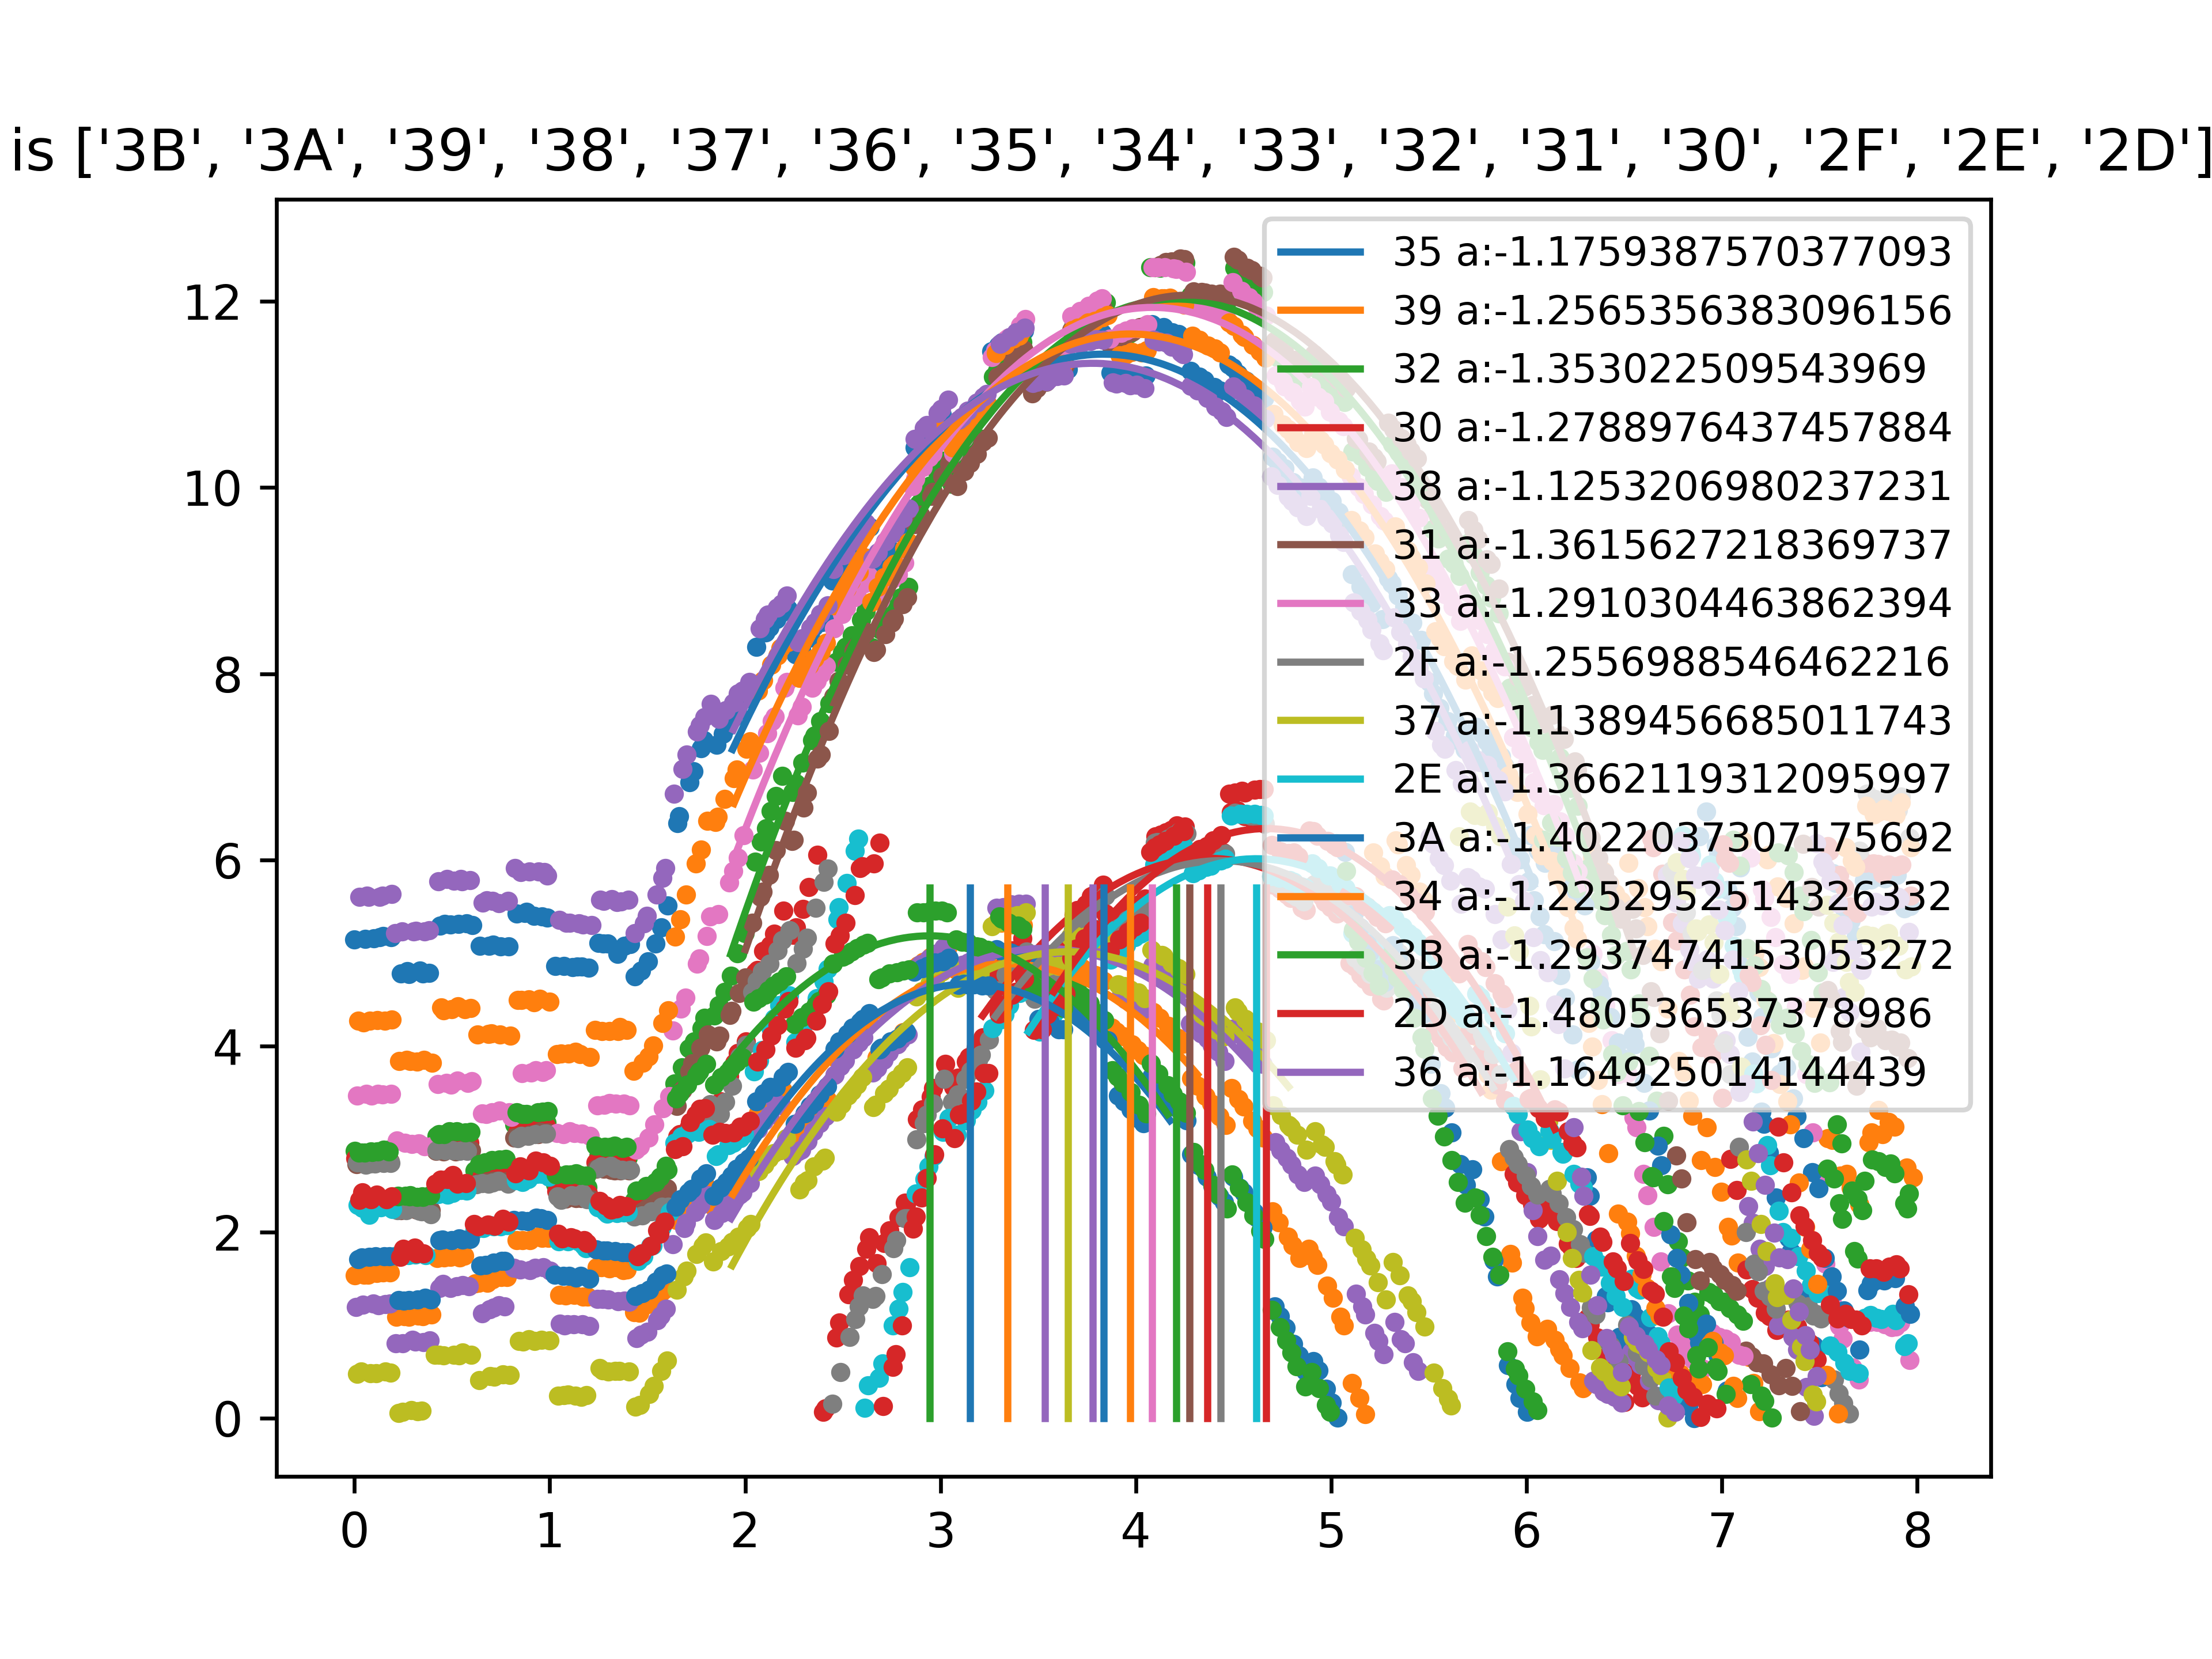 is ['3B', '3A', '39', '38', '37', '36', '35', '34', '33', '32', '31', '30', '2F', '2E', '2D']
35 a:-1.1759387570377093
39 a:-1.2565356383096156
32 a:-1.353022509543969
30 a:-1.2788976437457884
38 a:-1.1253206980237231
31 a:-1.3615627218369737
33 a:-1.2910304463862394
2F a:-1.2556988546462216
37 a:-1.1389456685011743
2E a:-1.3662119312095997
3A a:-1.4022037307175692
34 a:-1.2252952514326332
3B a:-1.2937474153053272
2D a:-1.480536537378986
36 a:-1.164925014144439
12
10
8
6
4
2
0
0 1 2 3 4 5 6 7 8